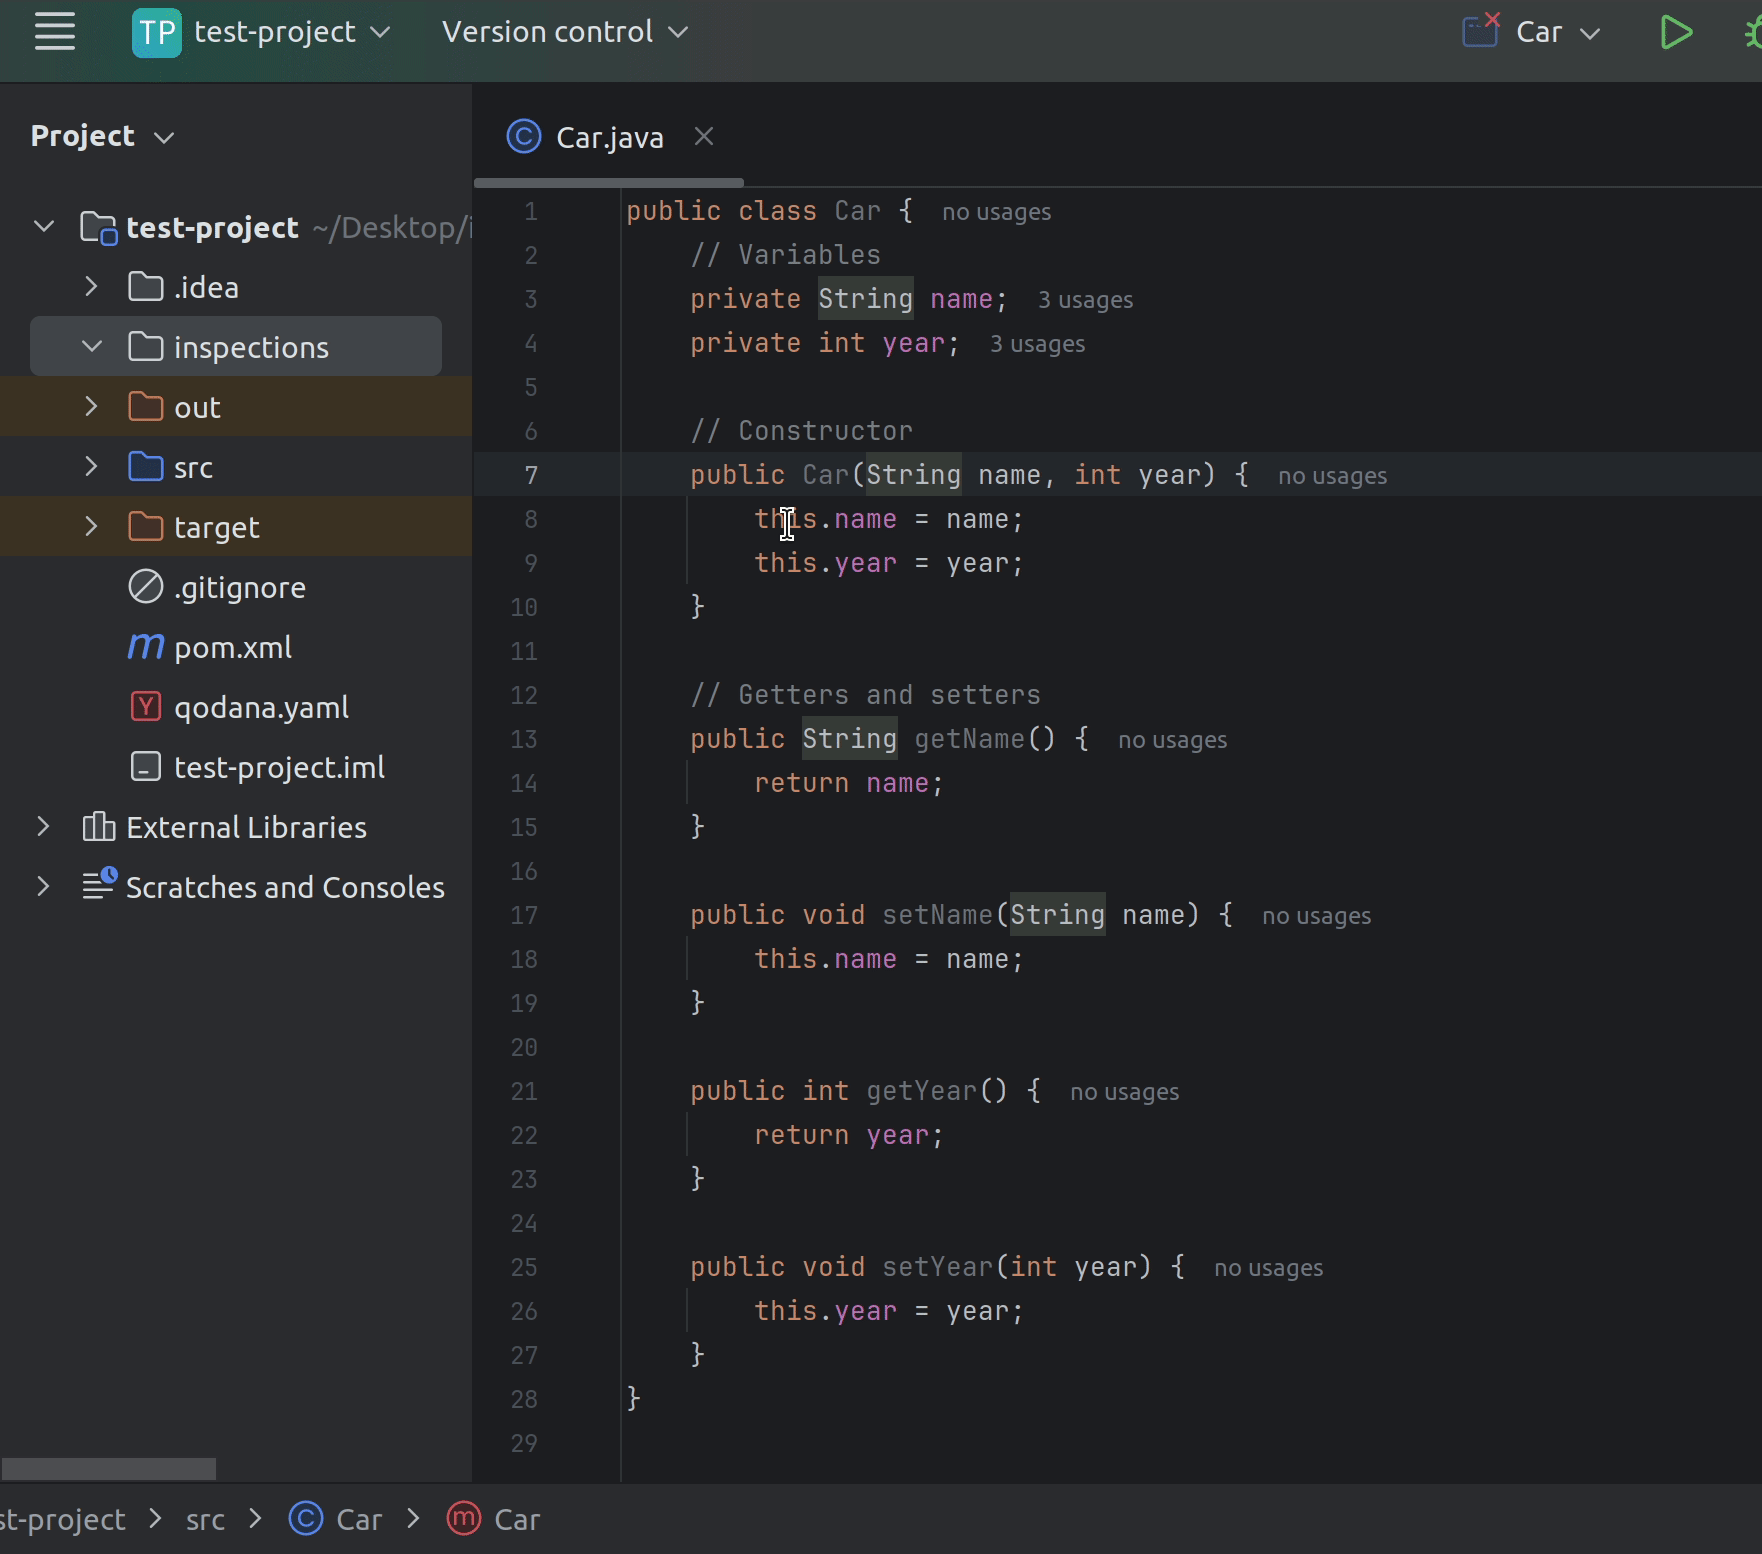 TP test-project Version control Car
Project
Car.java
test-project ~/Desktop/i
.idea
inspections
out
src
target
.gitignore
pom.xml
Y qodana.yaml
test-project.iml
External Libraries
Scratches and Consoles
1 public class Car { no usages
2 // Variables
3 private String name; 3 usages
4 private int year; 3 usages
5
6 // Constructor
7 public Car(String name, int year) { no usages
8 this.name = name;
9 this.year = year;
10 }
11
12 // Getters and setters
13 public String getName() { no usages
14 return name;
15 }
16
17 public void setName(String name) { no usages
18 this.name = name;
19 }
20
21 public int getYear() { no usages
22 return year;
23 }
24
25 public void setYear(int year) { no usages
26 this.year = year;
27 }
28 }
29
st-project > src > Car > Car